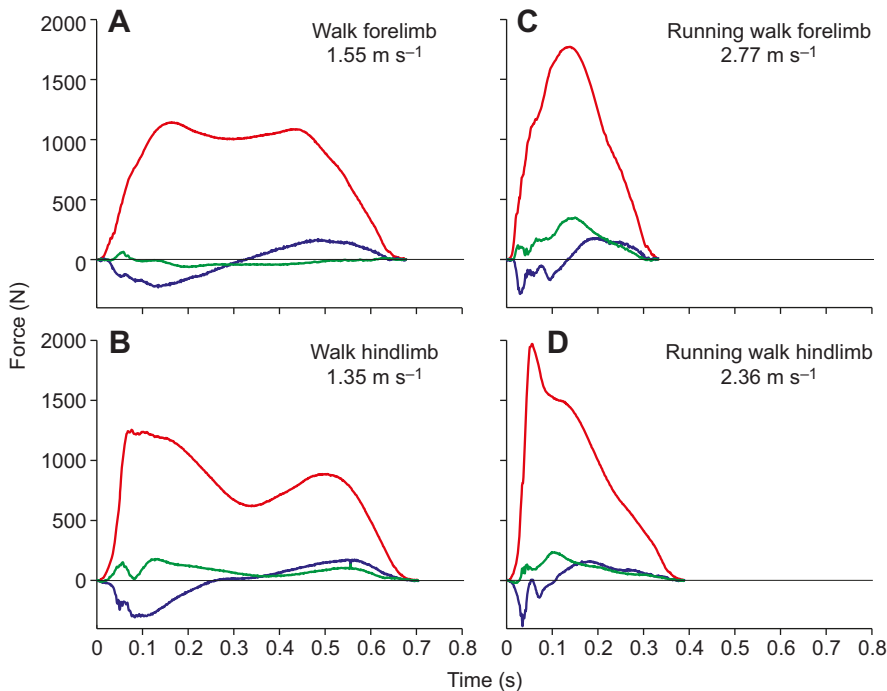 A
Walk forelimb
1.55 m s⁻¹
2000
1500
1000
500
0
C
Running walk forelimb
2.77 m s⁻¹
Force (N)
B
Walk hindlimb
1.35 m s⁻¹
2000
1500
1000
500
0
D
Running walk hindlimb
2.36 m s⁻¹
0 0.1 0.2 0.3 0.4 0.5 0.6 0.7 0.8
0 0.1 0.2 0.3 0.4 0.5 0.6 0.7 0.8
Time (s)